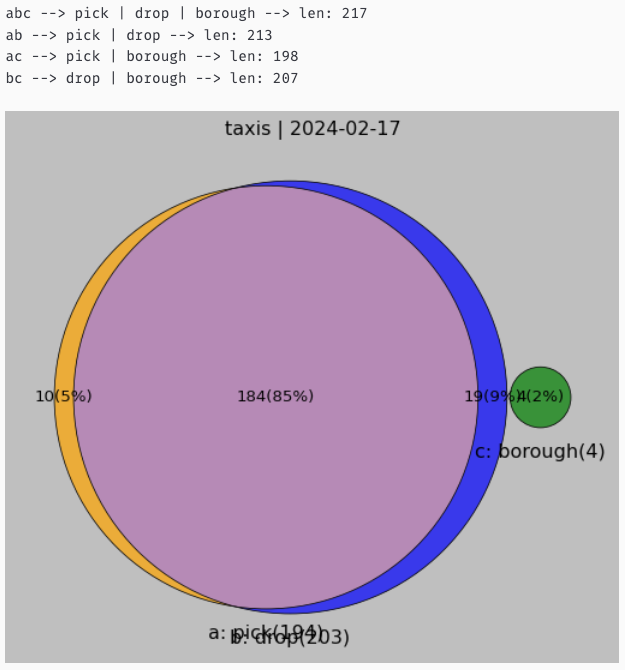 abc --> pick | drop | borough --> len: 217
ab --> pick | drop --> len: 213
ac --> pick | borough --> len: 198
bc --> drop | borough --> len: 207
taxis | 2024-02-17
10(5%) 184(85%) 19(9%) 4(2%)
c: borough(4)
a: pick(194)
b: drop(203)